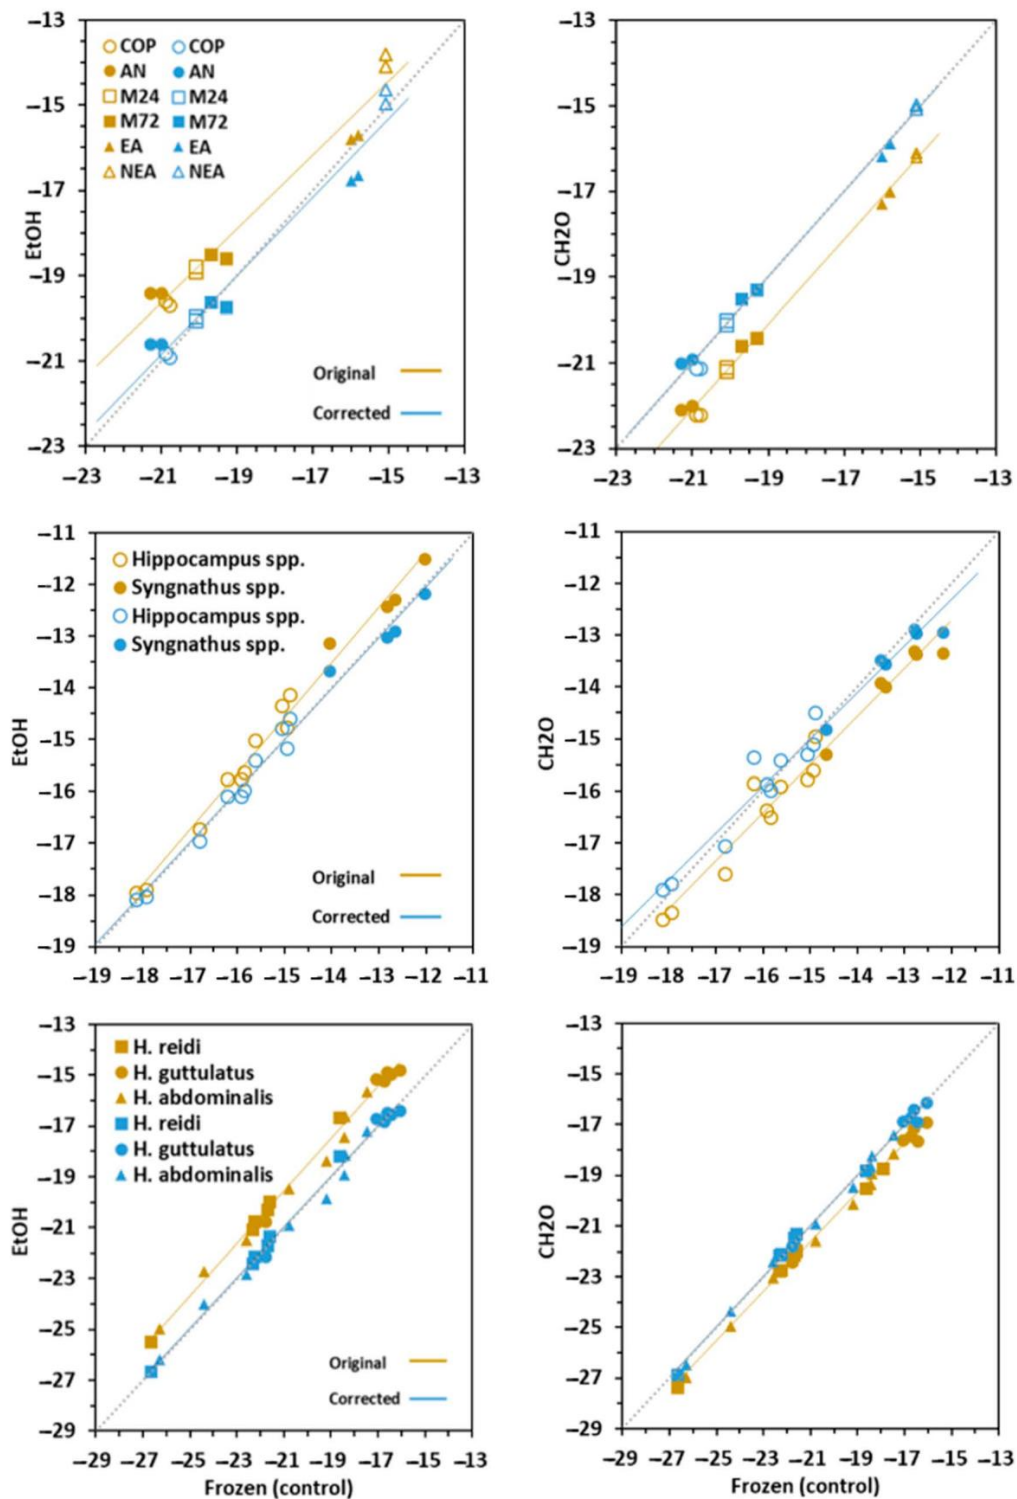 −13
−15
−17
−19
−21
−23
EtOH
COP COP
AN AN
M24 M24
M72 M72
EA EA
NEA NEA
Original
Corrected
−23 −21 −19 −17 −15 −13
−13
−15
−17
−19
−21
−23
CH2O
−23 −21 −19 −17 −15 −13
−11
−12
−13
−14
−15
−16
−17
−18
−19
EtOH
Hippocampus spp.
Syngnathus spp.
Hippocampus spp.
Syngnathus spp.
Original
Corrected
−19 −18 −17 −16 −15 −14 −13 −12 −11
−11
−12
−13
−14
−15
−16
−17
−18
−19
CH2O
−19 −18 −17 −16 −15 −14 −13 −12 −11
−13
−15
−17
−19
−21
−23
−25
−27
−29
EtOH
H. reidi
H. guttulatus
H. abdominalis
H. reidi
H. guttulatus
H. abdominalis
Original
Corrected
−29 −27 −25 −23 −21 −19 −17 −15 −13
Frozen (control)
−13
−15
−17
−19
−21
−23
−25
−27
−29
CH2O
−29 −27 −25 −23 −21 −19 −17 −15 −13
Frozen (control)